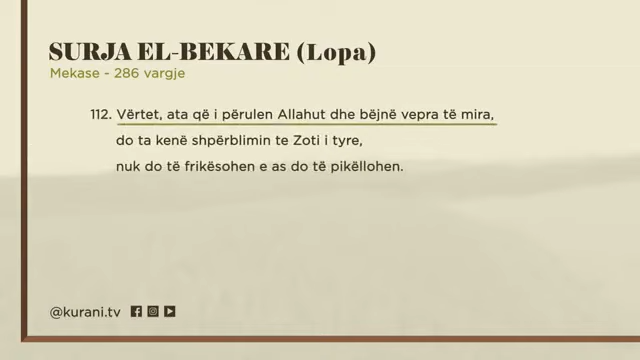 SURJA EL-BEKARE (Lopa)
Mekase - 286 vargje
112. Vërtet, ata që i përulen Allahut dhe bëjnë vepra të mira,
do ta kenë shpërblimin te Zoti i tyre,
nuk do të frikësohen e as do të pikëllohen.
@kurani.tv